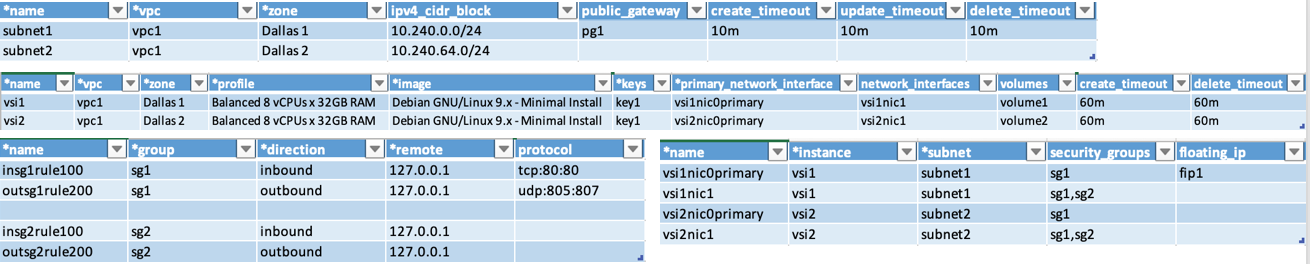 *name *vpc *zone ipv4_cidr_block public_gateway create_timeout update_timeout delete_timeout
subnet1 vpc1 Dallas 1 10.240.0.0/24 pg1 10m 10m 10m
subnet2 vpc1 Dallas 2 10.240.64.0/24
*name *vpc *zone *profile *image *keys *primary_network_interface network_interfaces volumes create_timeout delete_timeout
vsi1 vpc1 Dallas 1 Balanced 8 vCPUs x 32GB RAM Debian GNU/Linux 9.x - Minimal Install key1 vsi1nic0primary vsi1nic1 volume1 60m 60m
vsi2 vpc1 Dallas 2 Balanced 8 vCPUs x 32GB RAM Debian GNU/Linux 9.x - Minimal Install key1 vsi2nic0primary vsi2nic1 volume2 60m 60m
*name *group *direction *remote protocol
insg1rule100 sg1 inbound 127.0.0.1 tcp:80:80
outsg1rule200 sg1 outbound 127.0.0.1 udp:805:807
insg2rule100 sg2 inbound 127.0.0.1
outsg2rule200 sg2 outbound 127.0.0.1
*name *instance *subnet security_groups floating_ip
vsi1nic0primary vsi1 subnet1 sg1 fip1
vsi1nic1 vsi1 subnet1 sg1,sg2
vsi2nic0primary vsi2 subnet2 sg1
vsi2nic1 vsi2 subnet2 sg1,sg2